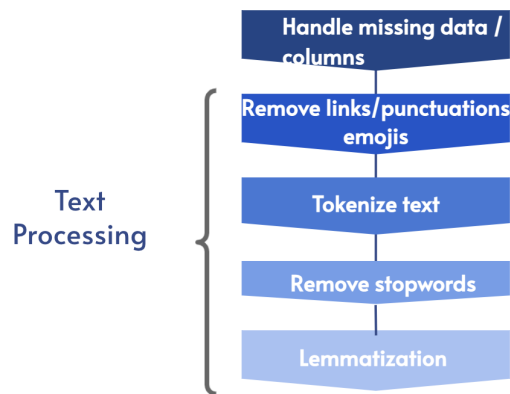 Handle missing data /
columns
Remove links/punctuations
emojis
Text
Processing
Tokenize text
Remove stopwords
Lemmatization